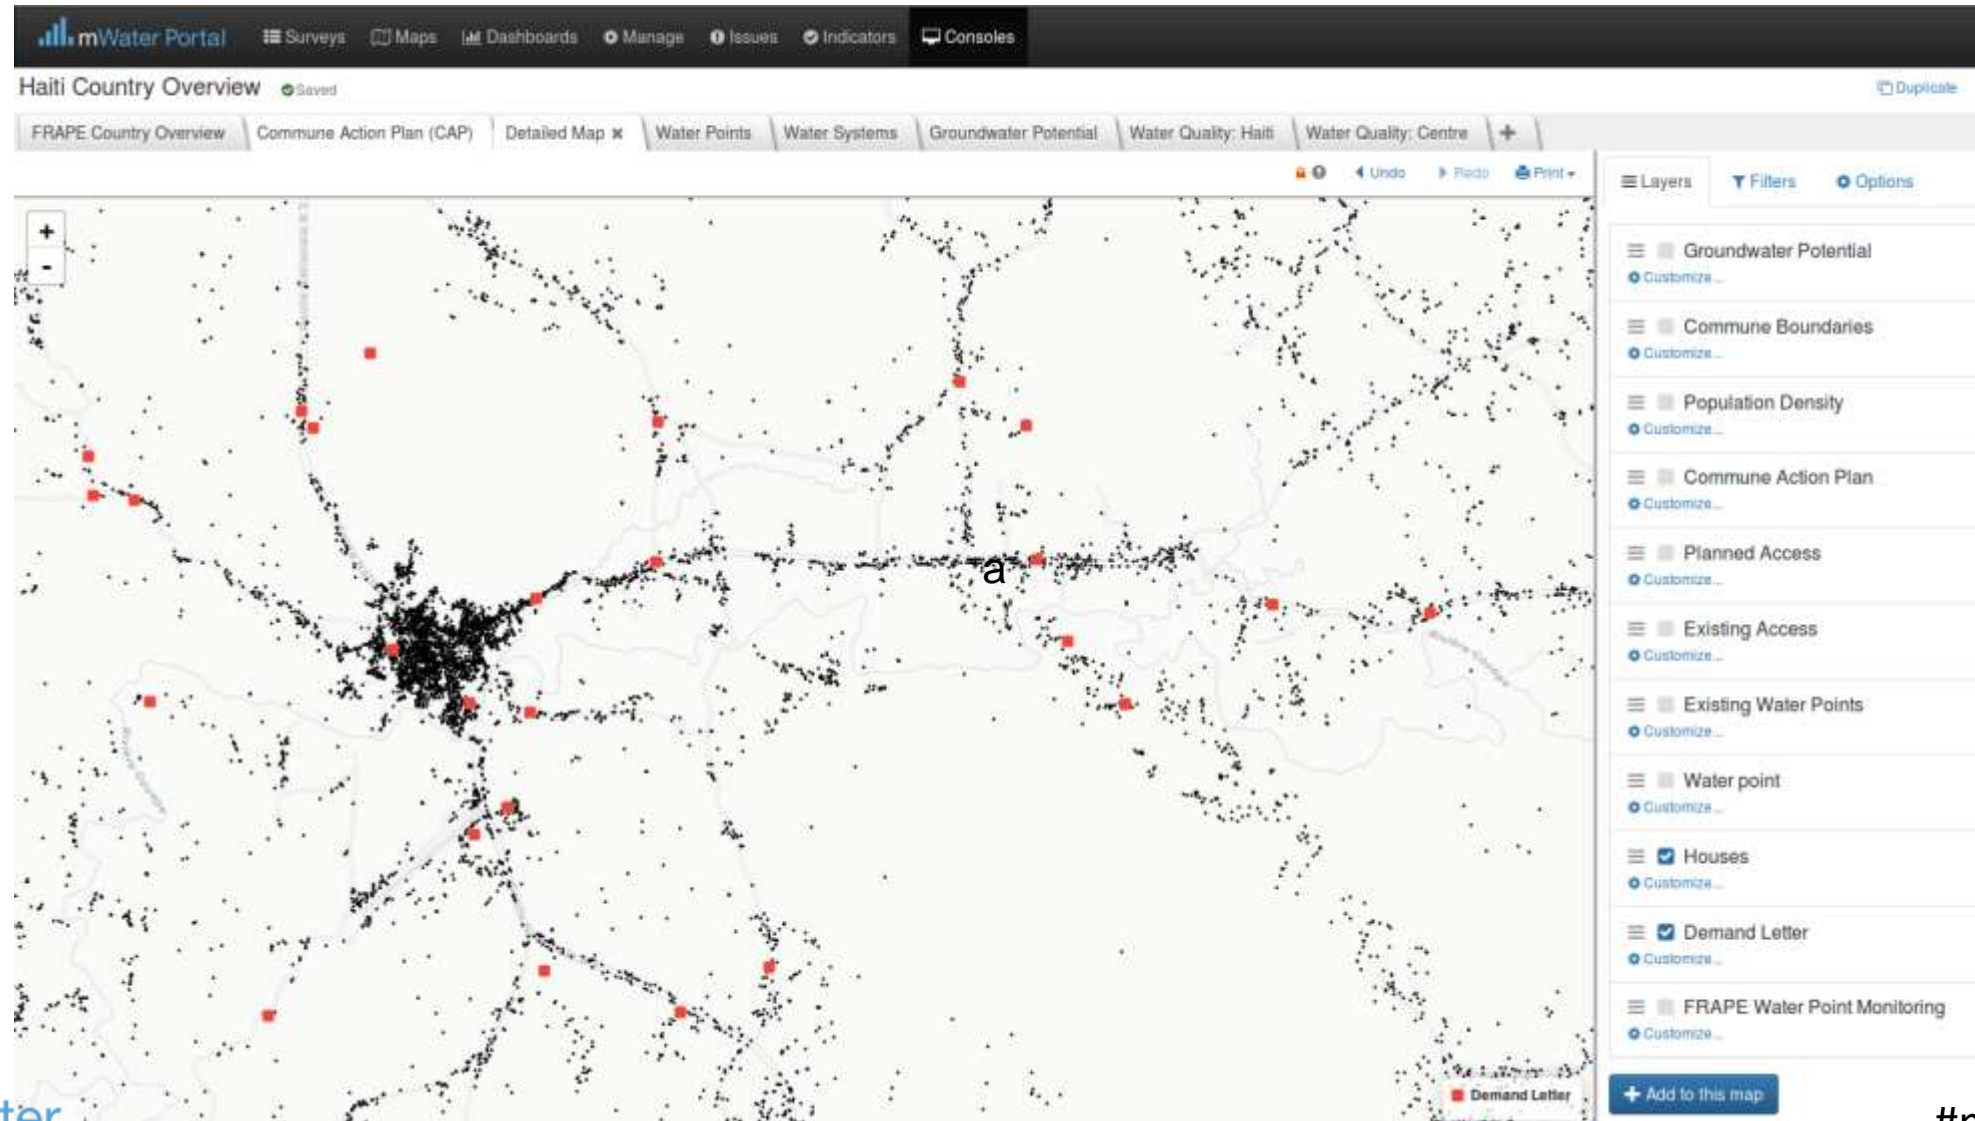 mWater Portal Surveys Maps Dashboards Manage Issues Indicators Consoles
Haiti Country Overview Saved Duplicate
FRAPE Country Overview Commune Action Plan (CAP) Detailed Map Water Points Water Systems Groundwater Potential Water Quality: Haiti Water Quality: Centre +
Undo Redo Print
Layers Filters Options
+
-
Groundwater Potential
Customize...
Commune Boundaries
Customize...
Population Density
Customize...
Commune Action Plan
Customize...
Planned Access
Customize...
a
Existing Access
Customize...
Existing Water Points
Customize...
Water point
Customize...
Houses
Customize...
Demand Letter
Customize...
FRAPE Water Point Monitoring
Customize...
Demand Letter
+ Add to this map